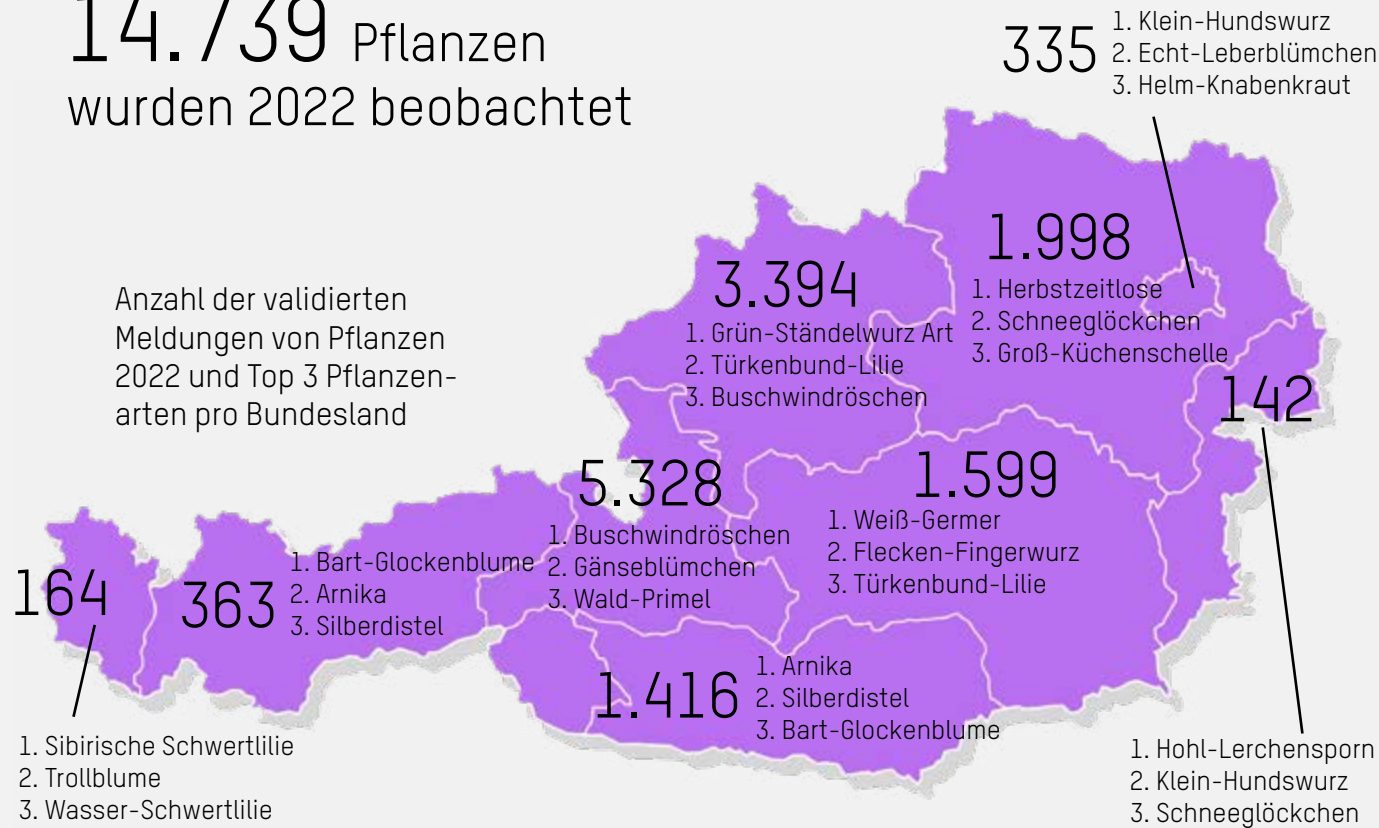 14.739 Pflanzen
wurden 2022 beobachtet
Anzahl der validierten
Meldungen von Pflanzen
2022 und Top 3 Pflanzen-
arten pro Bundesland
335
1. Klein-Hundswurz
2. Echt-Leberblümchen
3. Helm-Knabenkraut
1.998
1. Herbstzeitlose
2. Schneeglöckchen
3. Groß-Küchenschelle
3.394
1. Grün-Ständelwurz Art
2. Türkenbund-Lilie
3. Buschwindröschen
142
1. Hohl-Lerchensporn
2. Klein-Hundswurz
3. Schneeglöckchen
5.328
1. Buschwindröschen
2. Gänseblümchen
3. Wald-Primel
1.599
1. Weiß-Germer
2. Flecken-Fingerwurz
3. Türkenbund-Lilie
164
1. Sibirische Schwertlilie
2. Trollblume
3. Wasser-Schwertlilie
363
1. Bart-Glockenblume
2. Arnika
3. Silberdistel
1.416
1. Arnika
2. Silberdistel
3. Bart-Glockenblume